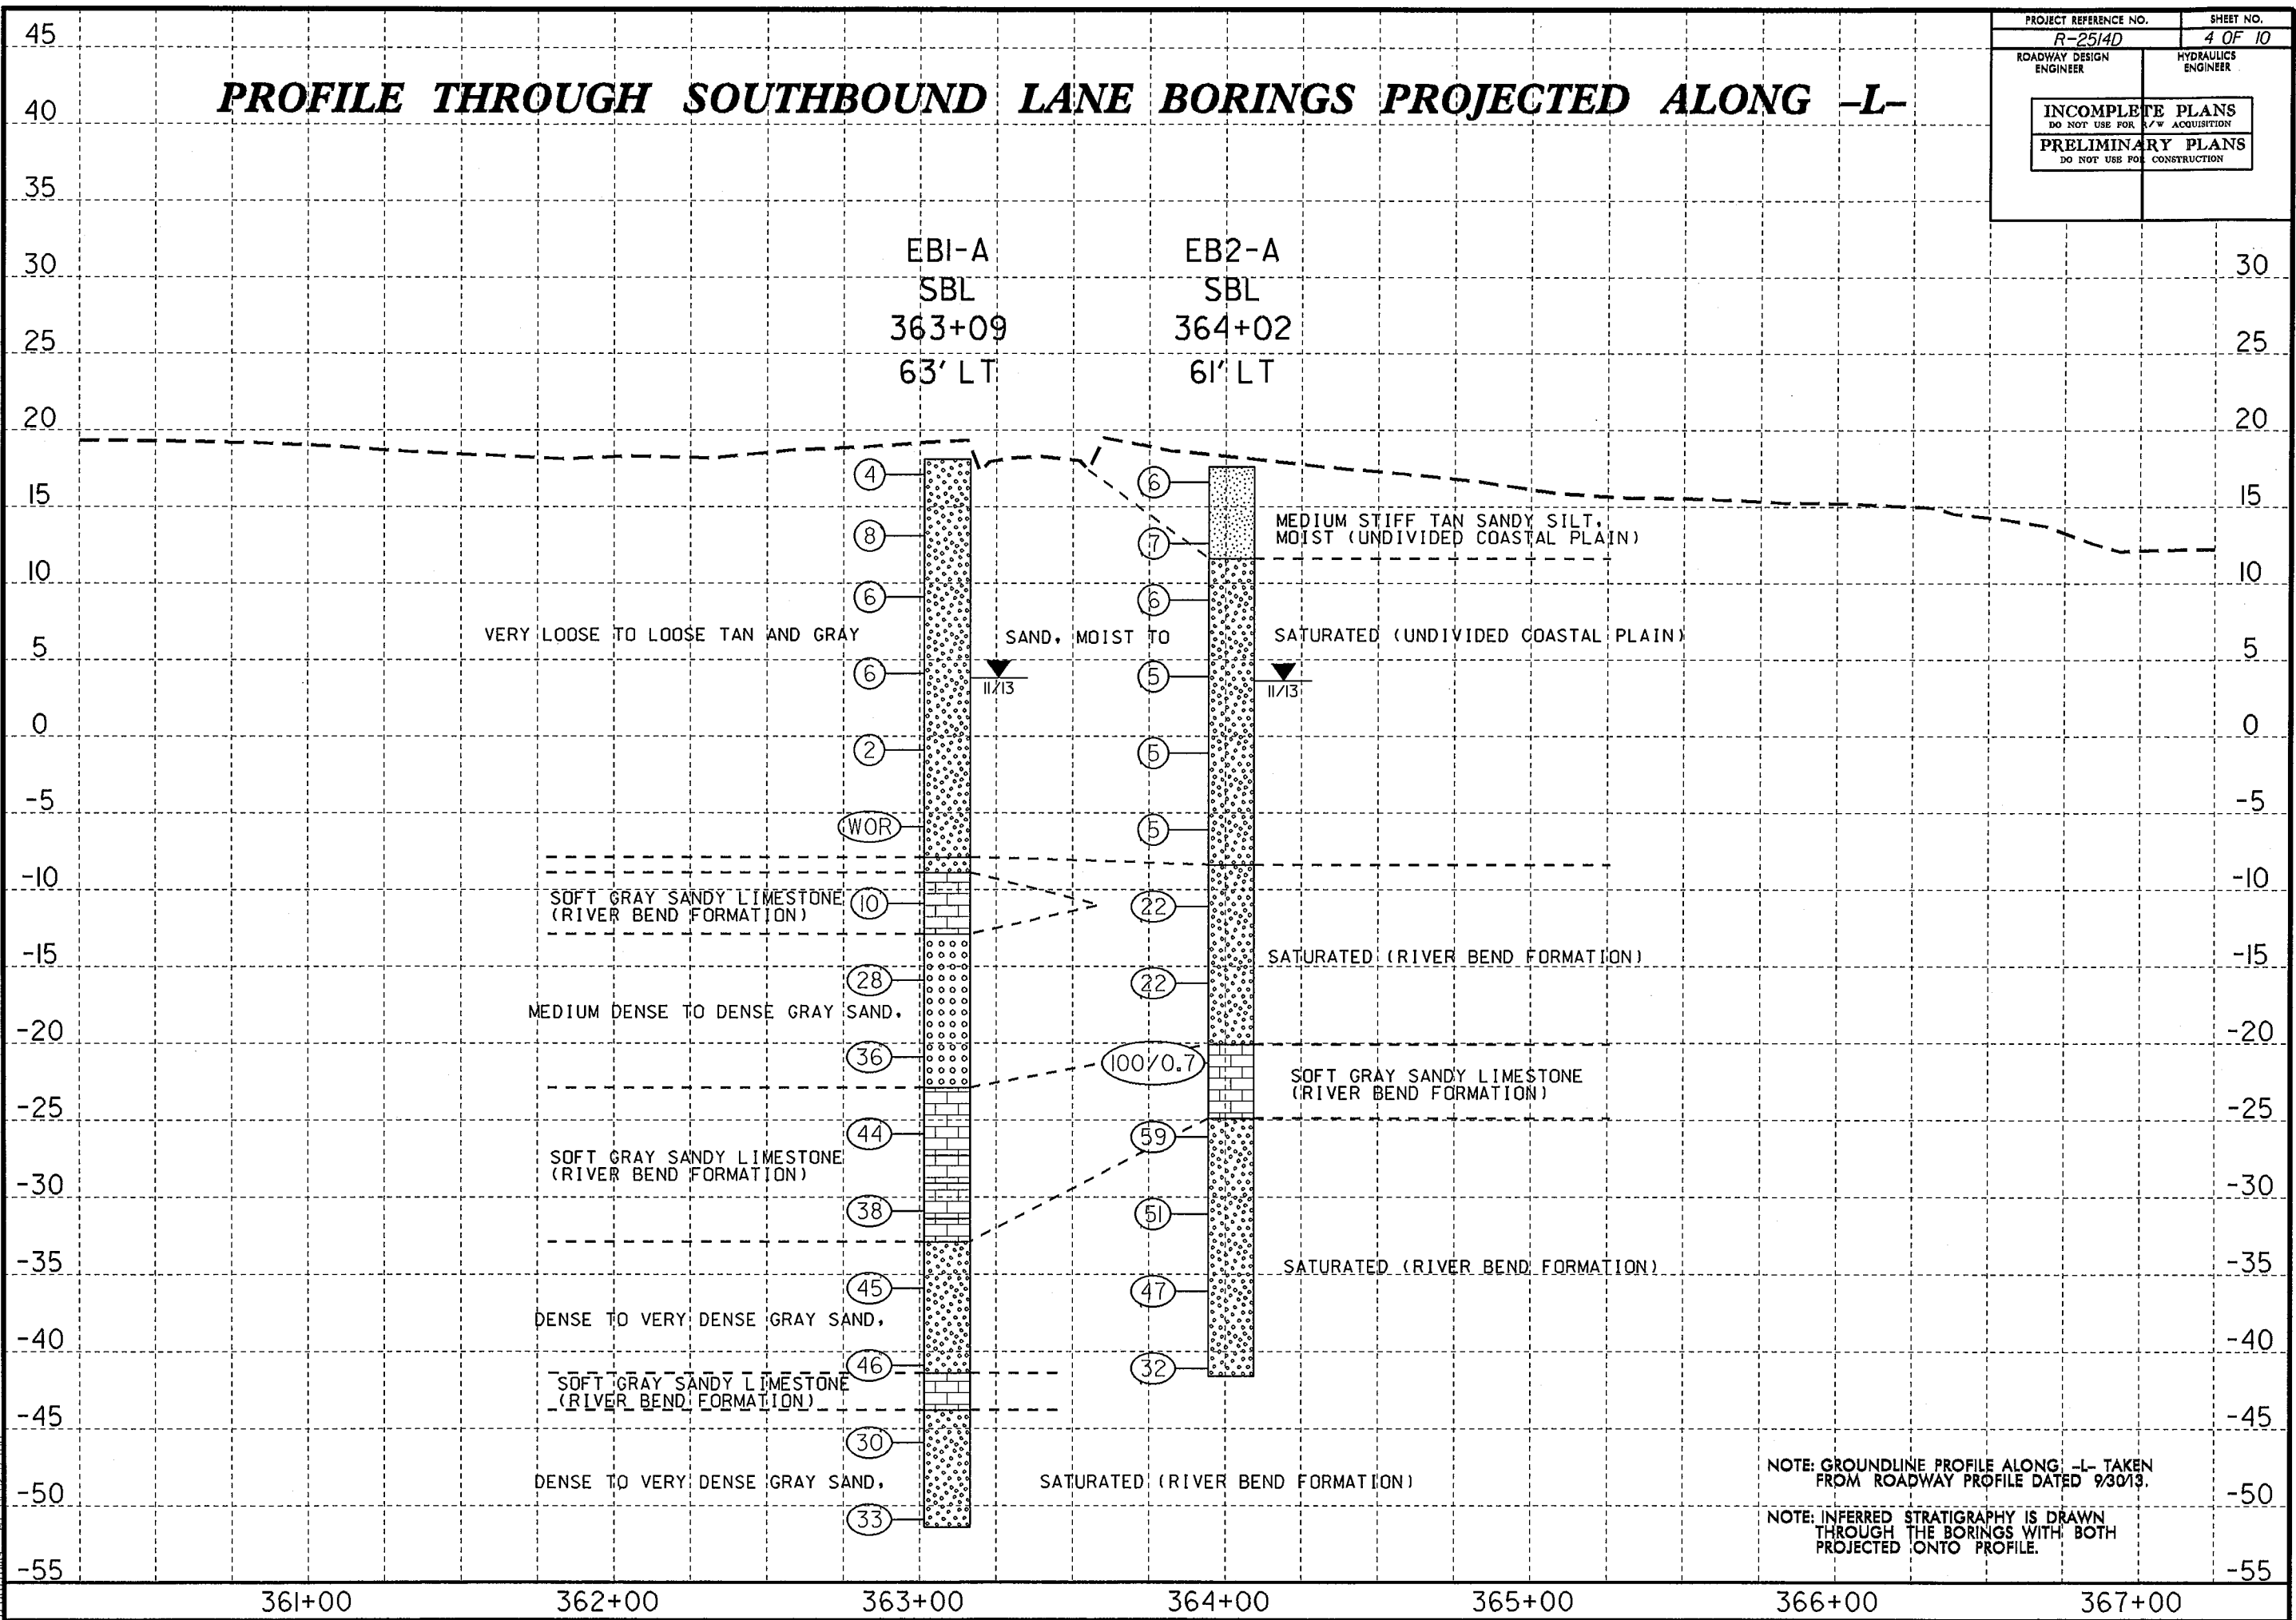 PROJECT REFERENCE NO. SHEET NO.
R-2514D 4 OF 10
ROADWAY DESIGN ENGINEER HYDRAULICS ENGINEER
INCOMPLETE PLANS
DO NOT USE FOR R/W ACQUISITION
PRELIMINARY PLANS
DO NOT USE FOR CONSTRUCTION
PROFILE THROUGH SOUTHBOUND LANE BORINGS PROJECTED ALONG -L-
45
40
35
30
25
20
15
10
5
0
-5
-10
-15
-20
-25
-30
-35
-40
-45
-50
-55
EB1-A
SBL
363+09
63' LT
EB2-A
SBL
364+02
61' LT
4
8
6
6
2
WOR
10
28
36
44
38
45
46
30
33
6
7
6
5
5
5
22
22
100/0.7
59
51
47
32
MEDIUM STIFF TAN SANDY SILT,
MOIST (UNDIVIDED COASTAL PLAIN)
VERY LOOSE TO LOOSE TAN AND GRAY SAND, MOIST TO SATURATED (UNDIVIDED COASTAL PLAIN)
11/13
11/13
SOFT GRAY SANDY LIMESTONE
(RIVER BEND FORMATION)
SATURATED (RIVER BEND FORMATION)
MEDIUM DENSE TO DENSE GRAY SAND,
SOFT GRAY SANDY LIMESTONE
(RIVER BEND FORMATION)
SOFT GRAY SANDY LIMESTONE
(RIVER BEND FORMATION)
SATURATED (RIVER BEND FORMATION)
DENSE TO VERY DENSE GRAY SAND,
SOFT GRAY SANDY LIMESTONE
(RIVER BEND FORMATION)
DENSE TO VERY DENSE GRAY SAND, SATURATED (RIVER BEND FORMATION)
30
25
20
15
10
5
0
-5
-10
-15
-20
-25
-30
-35
-40
-45
-50
-55
NOTE: GROUNDLINE PROFILE ALONG -L- TAKEN
FROM ROADWAY PROFILE DATED 9/30/13.
NOTE: INFERRED STRATIGRAPHY IS DRAWN
THROUGH THE BORINGS WITH BOTH
PROJECTED ONTO PROFILE.
361+00 362+00 363+00 364+00 365+00 366+00 367+00